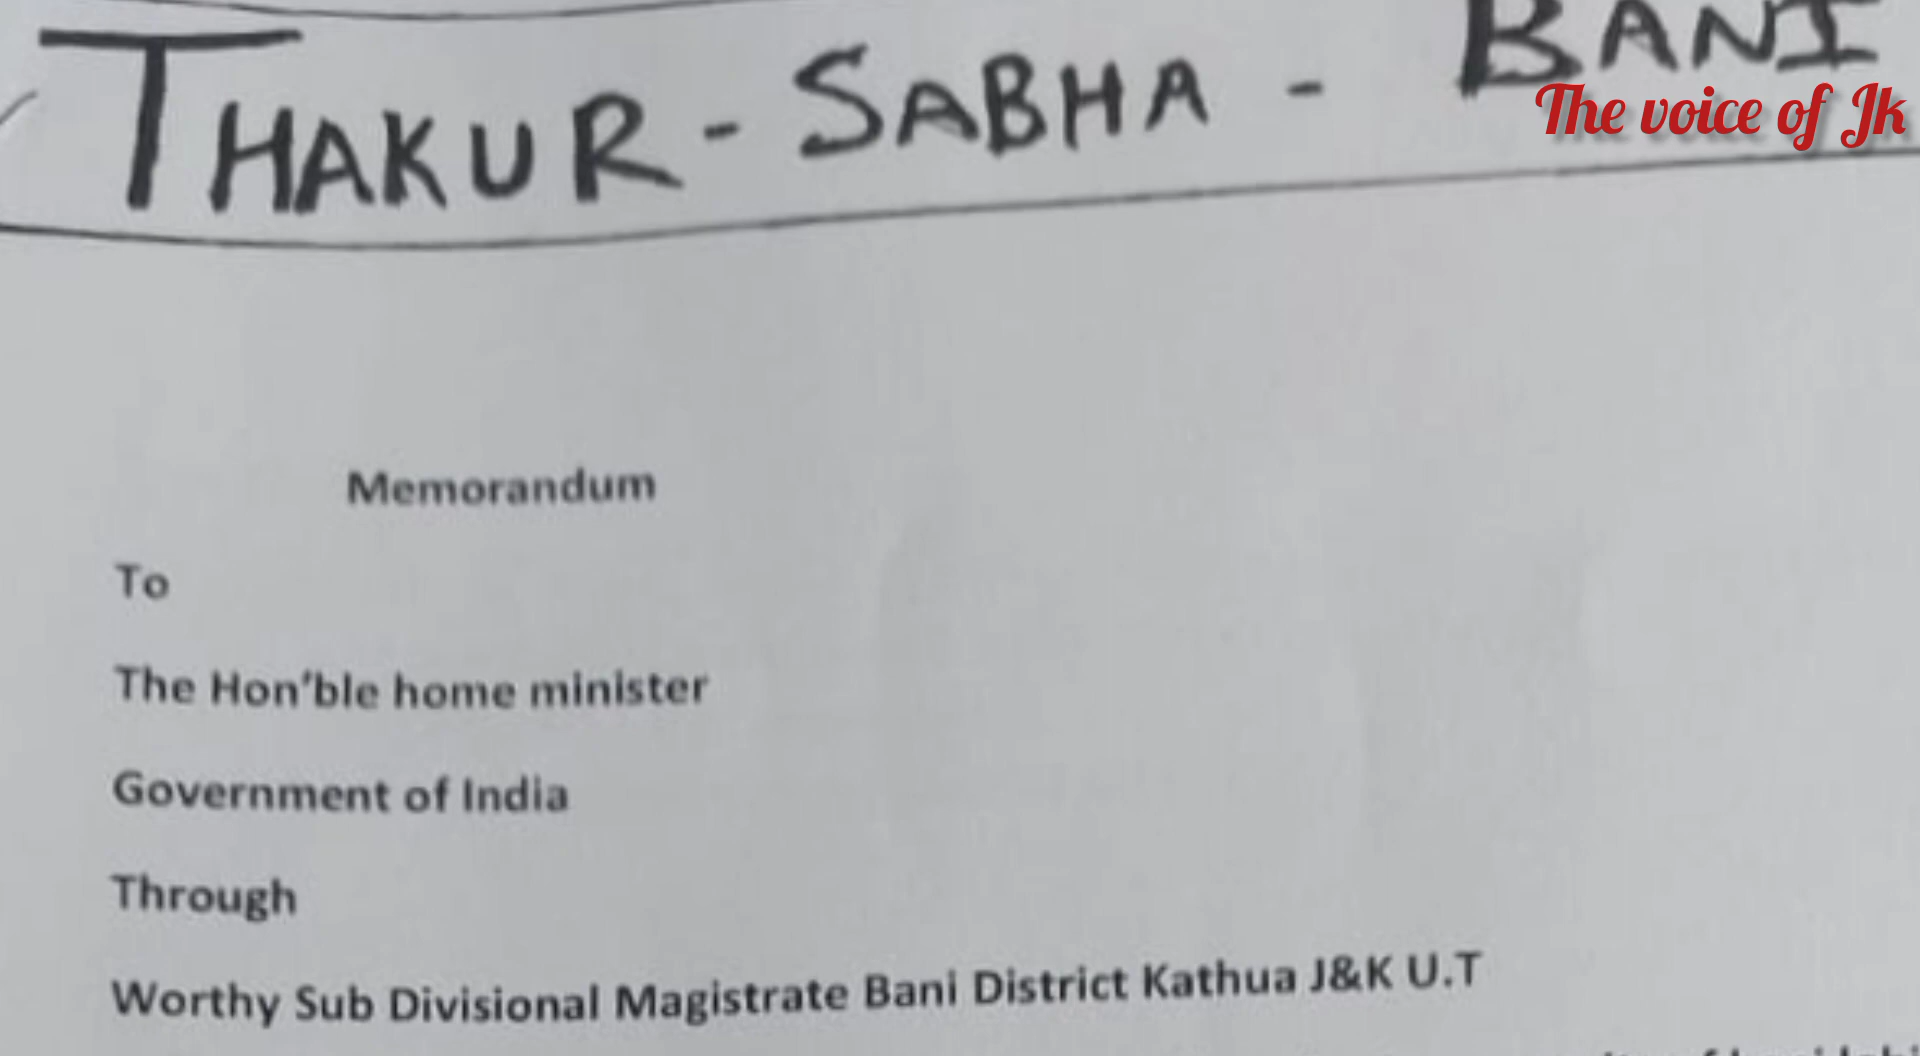 THAKUR - SABHA - BANI
The voice of Jk
Memorandum
To
The Hon'ble home minister
Government of India
Through
Worthy Sub Divisional Magistrate Bani District Kathua J&K U.T